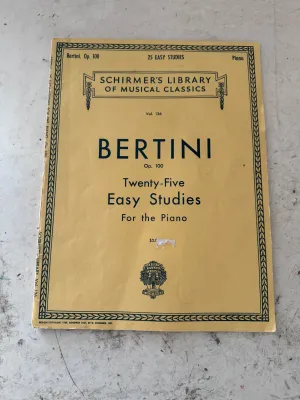 Bertini, Op. 100 25 EASY STUDIES Piano
SCHIRMER'S LIBRARY
OF MUSICAL CLASSICS
Vol. 136
BERTINI
Op. 100
Twenty-Five
Easy Studies
For the Piano